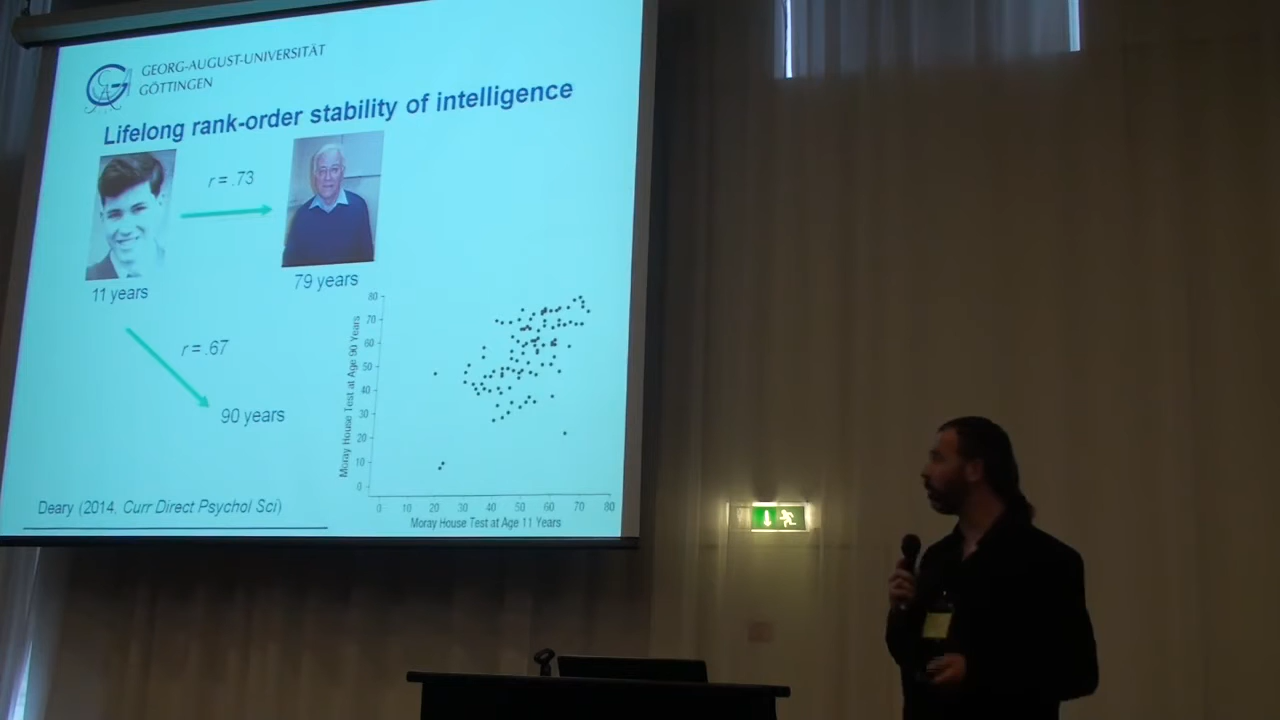 GEORG-AUGUST-UNIVERSITÄT
GÖTTINGEN
Lifelong rank-order stability of intelligence
r = .73
11 years
79 years
r = .67
90 years
80
70
60
50
40
30
20
10
0
Moray House Test at Age 90 Years
0 10 20 30 40 50 60 70 80
Moray House Test at Age 11 Years
Deary (2014, Curr Direct Psychol Sci)